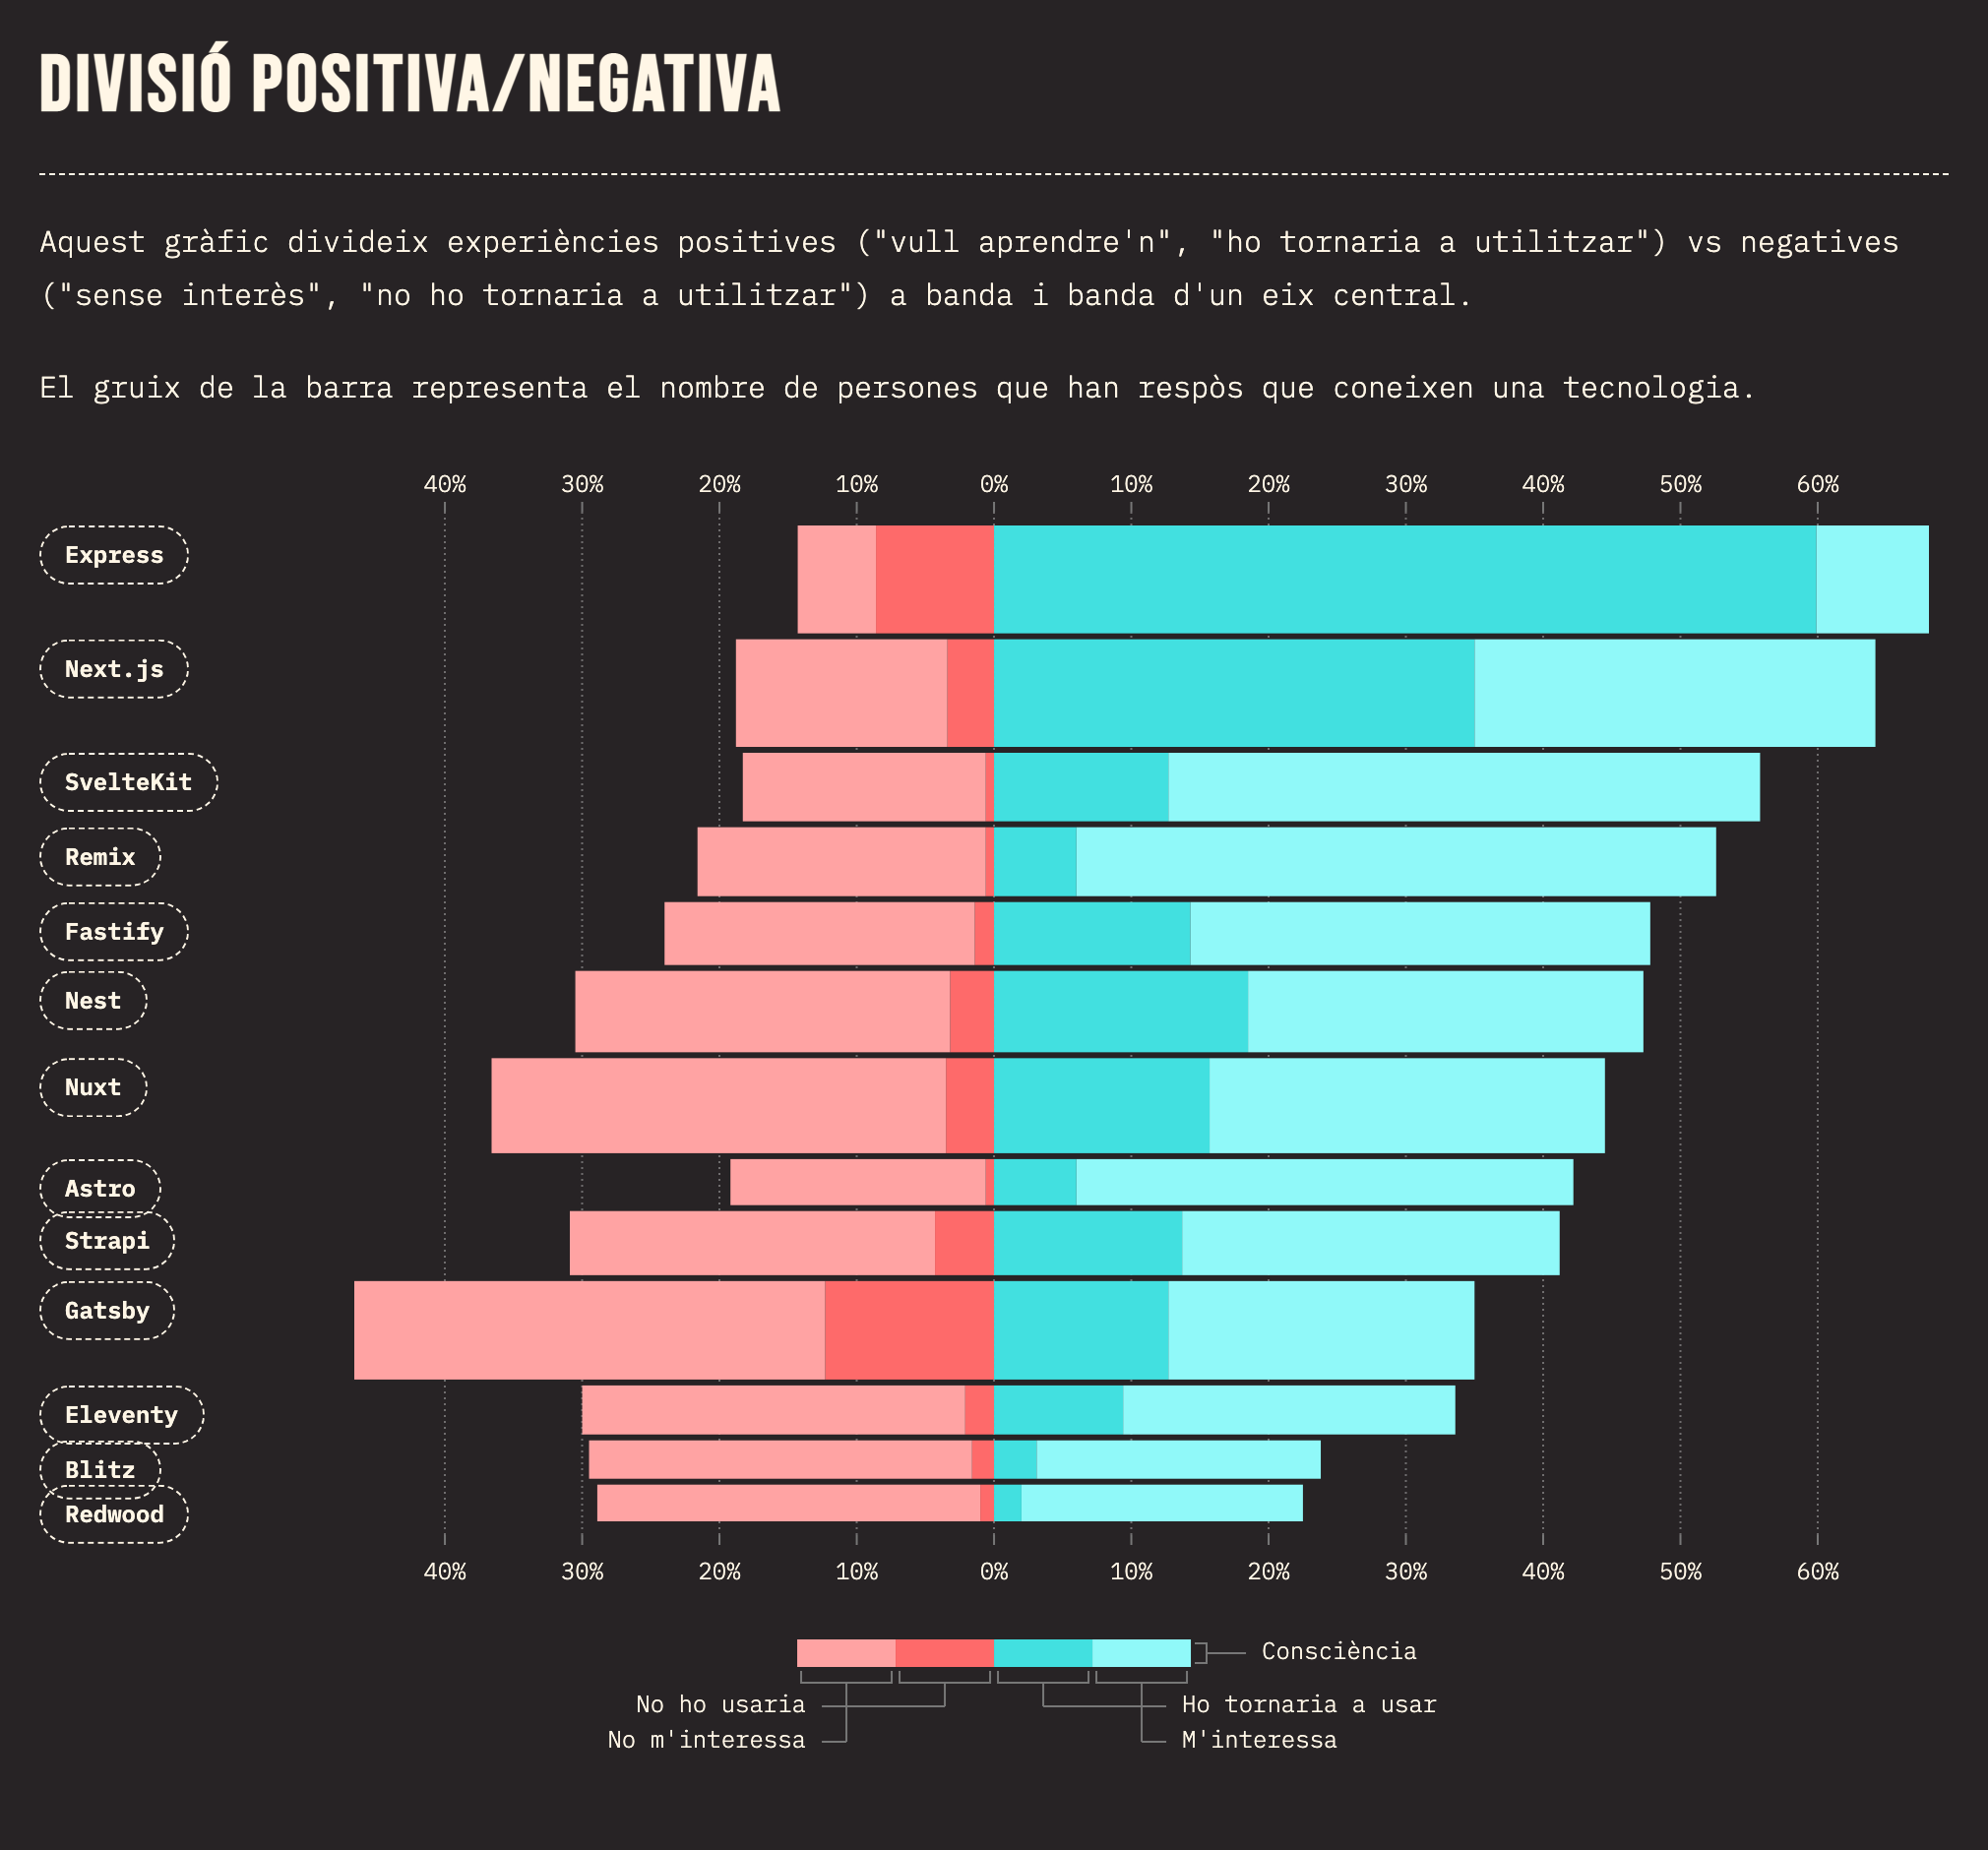 DIVISIÓ POSITIVA/NEGATIVA
Aquest gràfic divideix experiències positives ("vull aprendre'n", "ho tornaria a utilitzar") vs negatives
("sense interès", "no ho tornaria a utilitzar") a banda i banda d'un eix central.
El gruix de la barra representa el nombre de persones que han respòs que coneixen una tecnologia.
40% 30% 20% 10% 0% 10% 20% 30% 40% 50% 60%
Express
Next.js
SvelteKit
Remix
Fastify
Nest
Nuxt
Astro
Strapi
Gatsby
Eleventy
Blitz
Redwood
40% 30% 20% 10% 0% 10% 20% 30% 40% 50% 60%
Consciència
No ho usaria Ho tornaria a usar
No m'interessa M'interessa